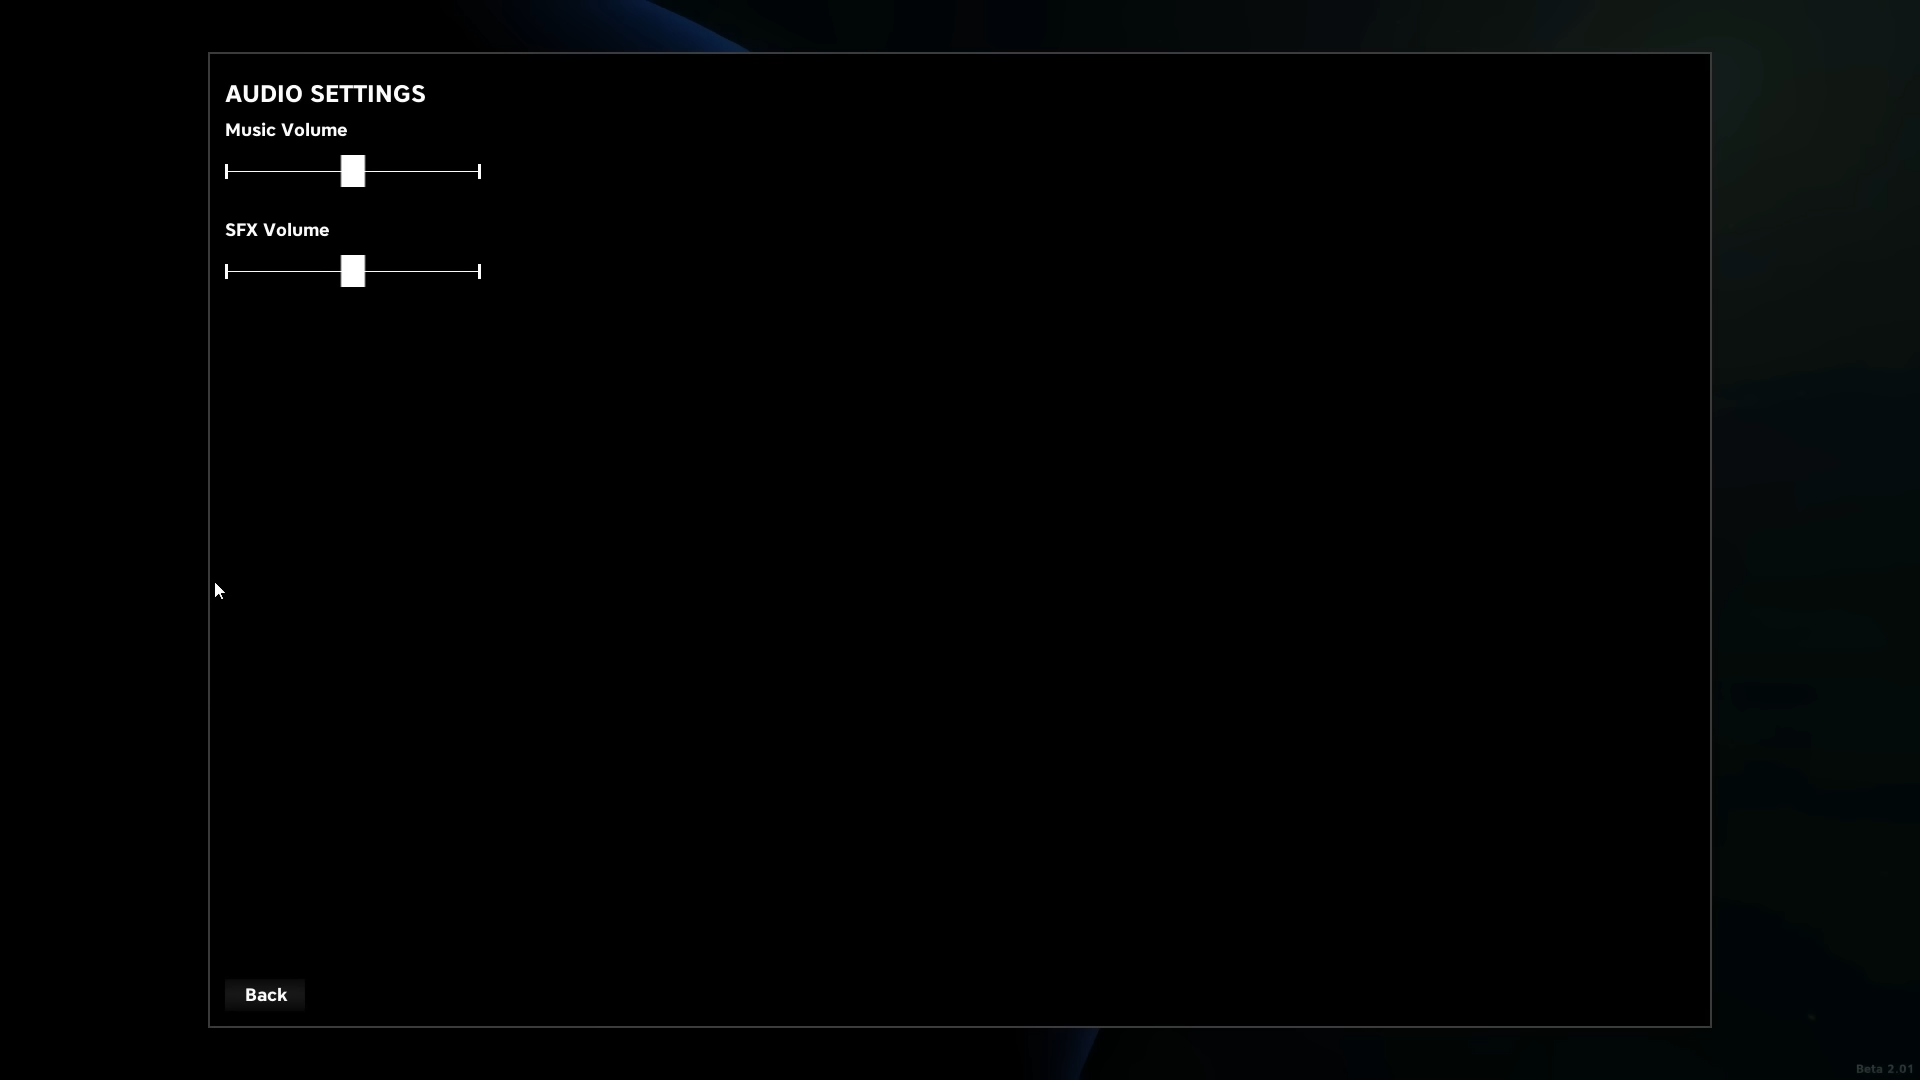 AUDIO SETTINGS
Music Volume
SFX Volume
Back
Beta 2.01